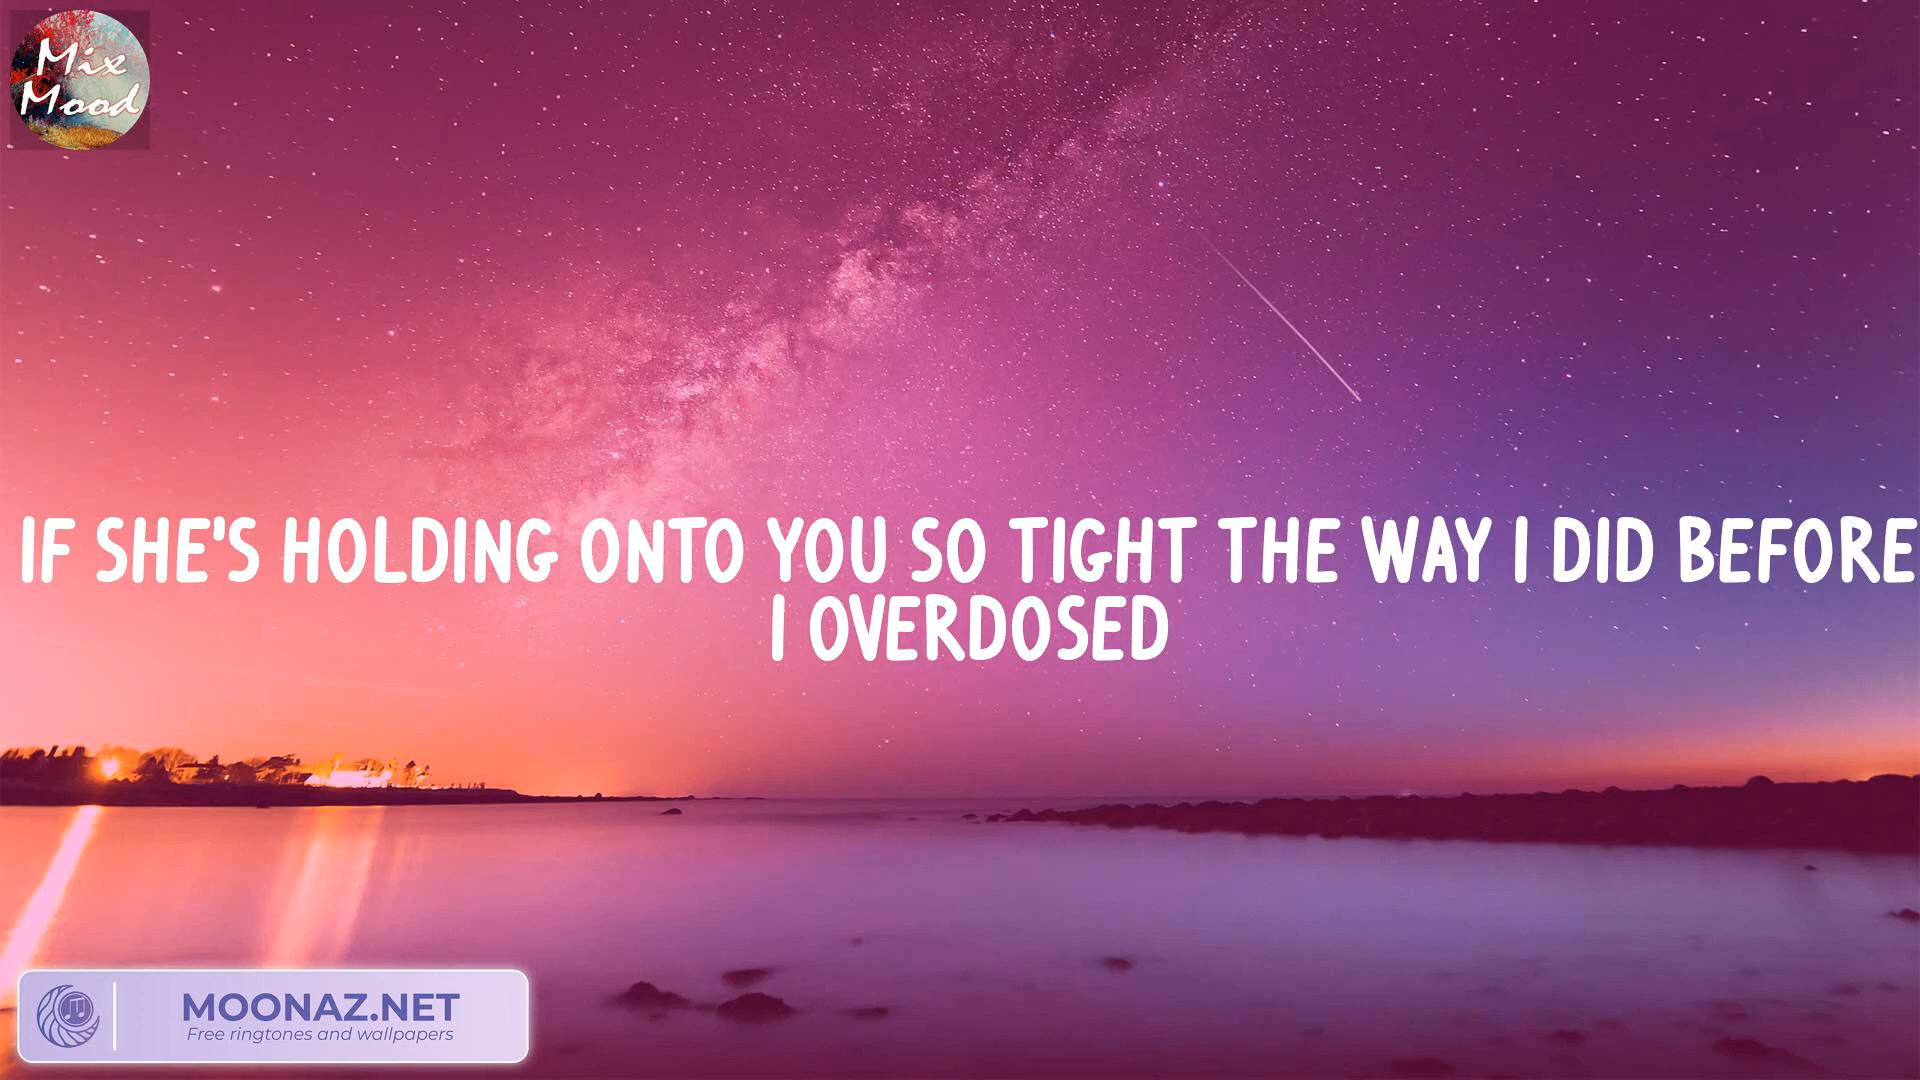 Mix
Mood
IF SHE'S HOLDING ONTO YOU SO TIGHT THE WAY I DID BEFORE
I OVERDOSED
MOONAZ.NET
Free ringtones and wallpapers